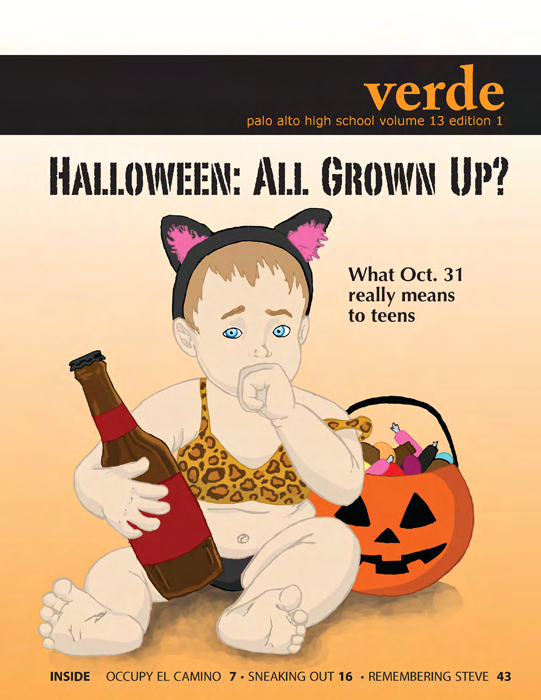 verde
palo alto high school volume 13 edition 1
Halloween: All Grown Up?
What Oct. 31
really means
to teens
INSIDE OCCUPY EL CAMINO 7 • SNEAKING OUT 16 • REMEMBERING STEVE 43